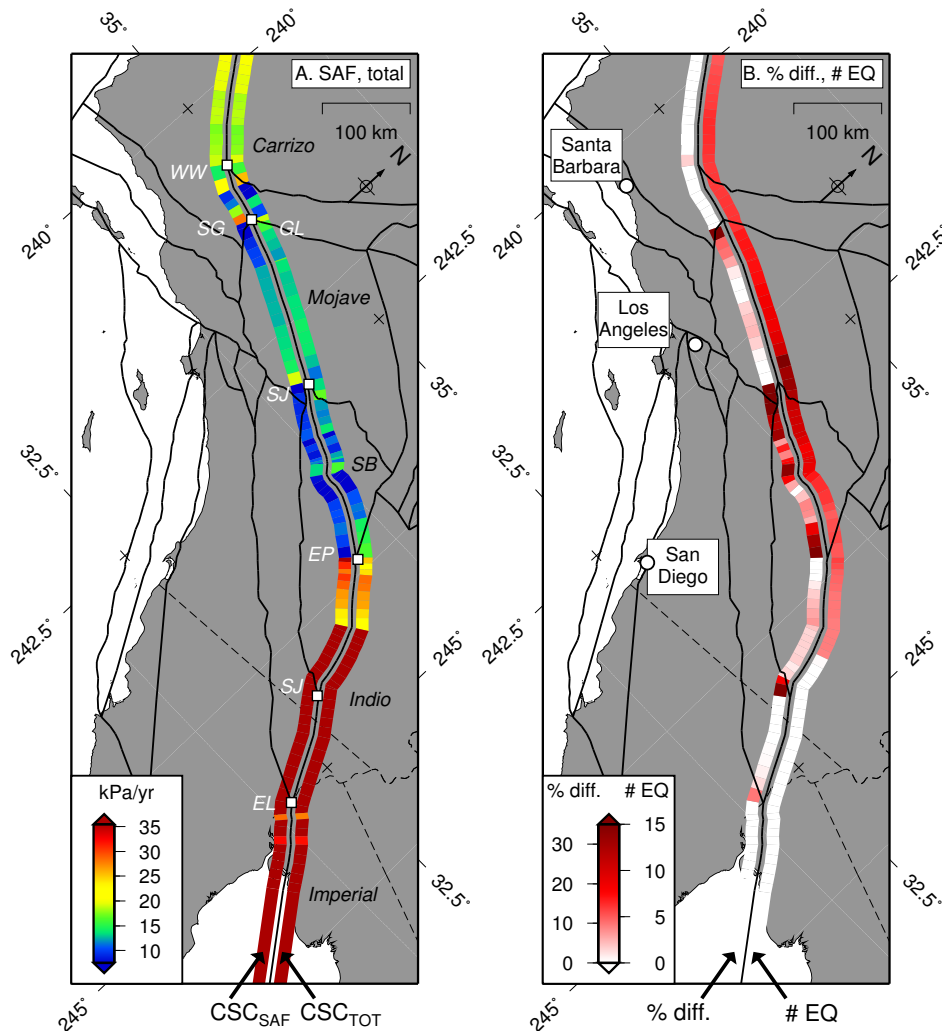 35°
240°
A. SAF, total
100 km
N
Carrizo
WW
SG
GL
Mojave
SJ
SB
EP
SJ
Indio
EL
Imperial
240°
242.5°
35°
32.5°
242.5°
245°
32.5°
245°
kPa/yr
35
30
25
20
15
10
CSC_SAF
CSC_TOT
35°
240°
B. % diff., # EQ
100 km
N
Santa
Barbara
Los
Angeles
San
Diego
240°
242.5°
35°
32.5°
242.5°
245°
32.5°
245°
% diff.
# EQ
30
20
10
0
15
10
5
0
% diff.
# EQ